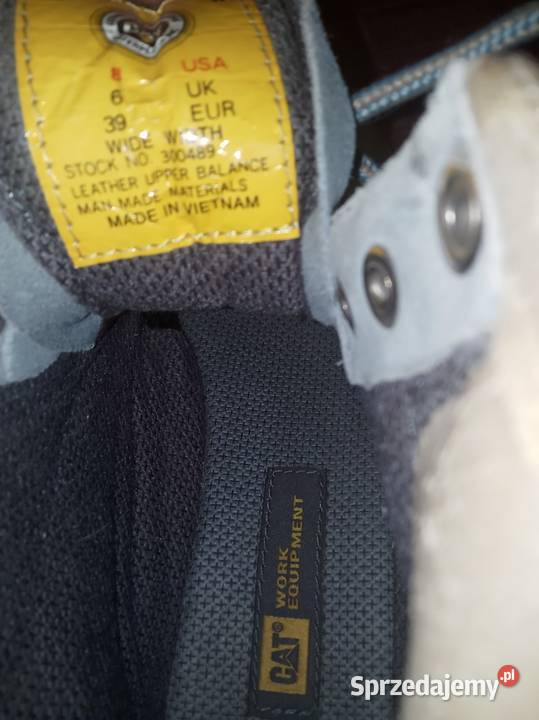 8 USA
6 UK
39 EUR
WIDE WIDTH
STOCK NO. 300489
LEATHER UPPER BALANCE
MAN MADE MATERIALS
MADE IN VIETNAM
CAT®
WORK
EQUIPMENT
Sprzedajemy.pl